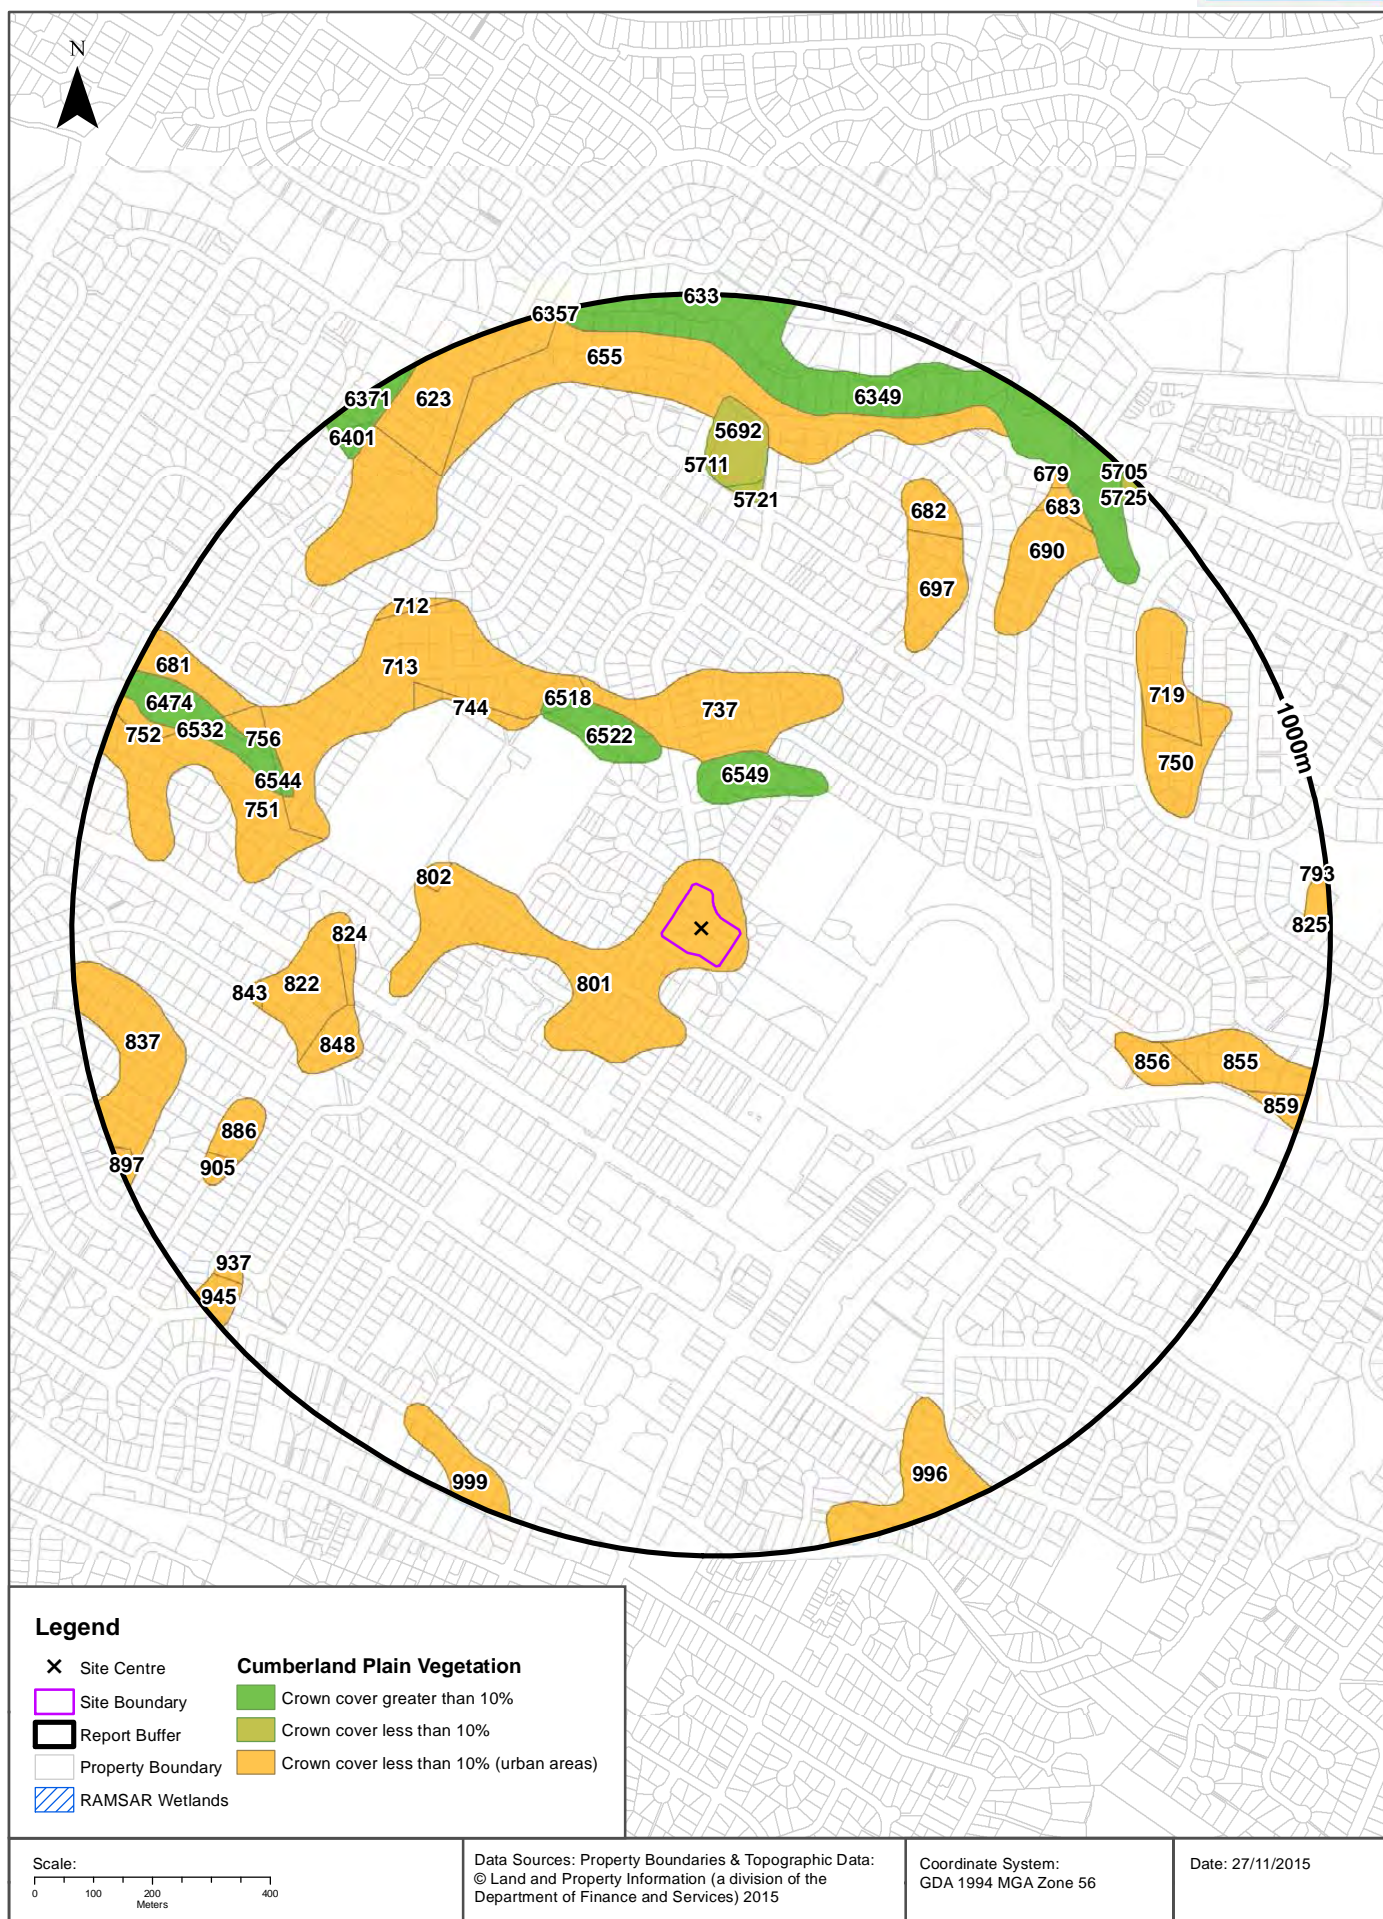 N
633
6357
655
6371
623
6349
6401
5692
5711
5721
679
5705
5725
683
682
690
697
712
713
681
6474
6518
744
737
719
752
6532
756
6522
6544
6549
750
751
1000m
802
793
825
824
822
843
801
848
837
856
855
859
886
897
905
937
945
999
996
Legend
Site Centre
Site Boundary
Report Buffer
Property Boundary
RAMSAR Wetlands
Cumberland Plain Vegetation
Crown cover greater than 10%
Crown cover less than 10%
Crown cover less than 10% (urban areas)
Scale:
0 100 200 400
Meters
Data Sources: Property Boundaries & Topographic Data:
© Land and Property Information (a division of the
Department of Finance and Services) 2015
Coordinate System:
GDA 1994 MGA Zone 56
Date: 27/11/2015